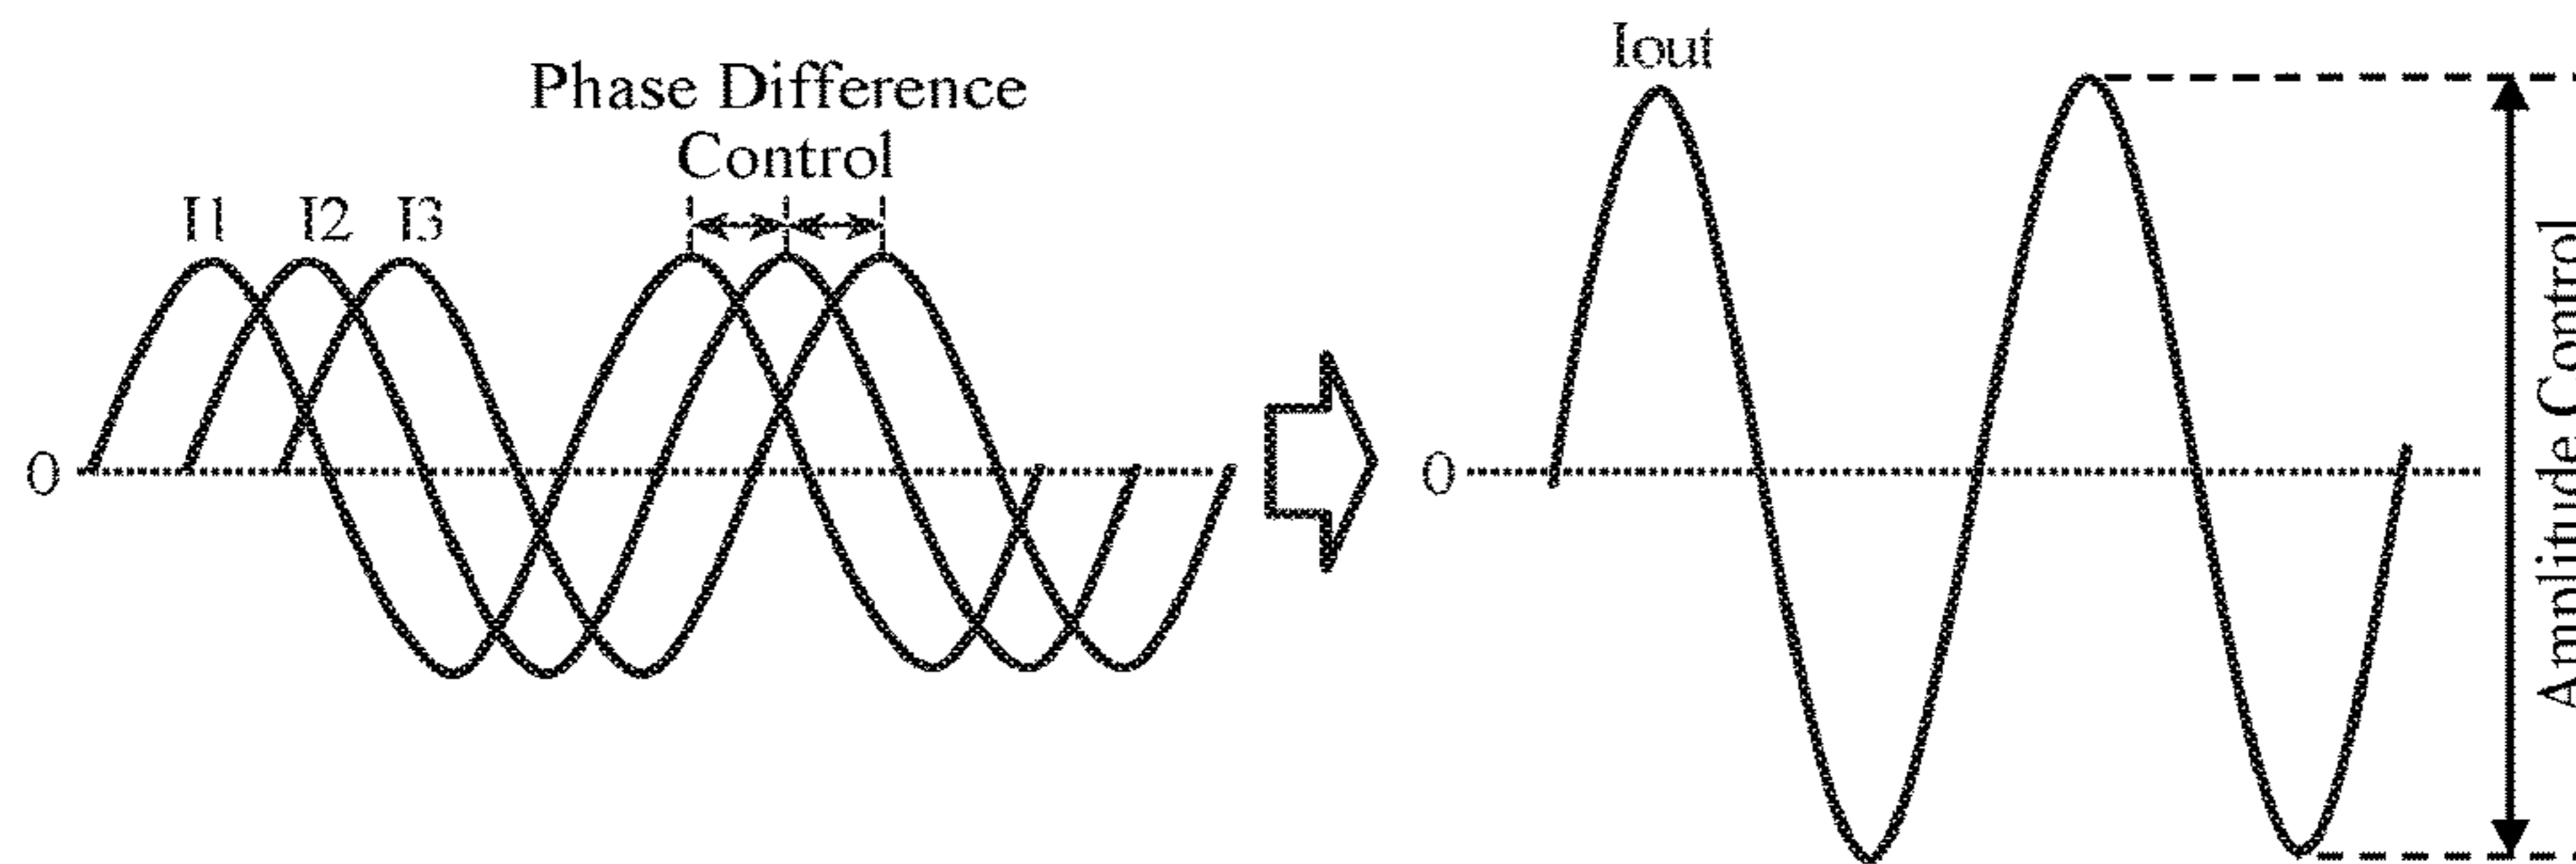 Phase Difference
Control
I1 I2 I3
0
Iout
0
Amplitude Control